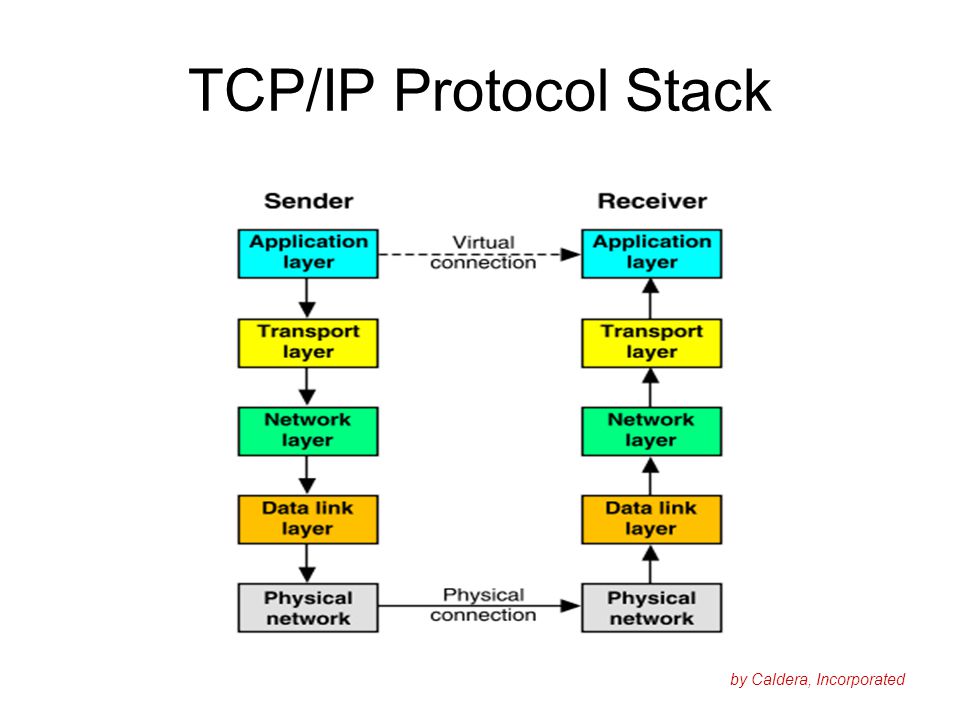 TCP/IP Protocol Stack
Sender
Receiver
Application
layer
Virtual
connection
Application
layer
Transport
layer
Transport
layer
Network
layer
Network
layer
Data link
layer
Data link
layer
Physical
network
Physical
connection
Physical
network
by Caldera, Incorporated